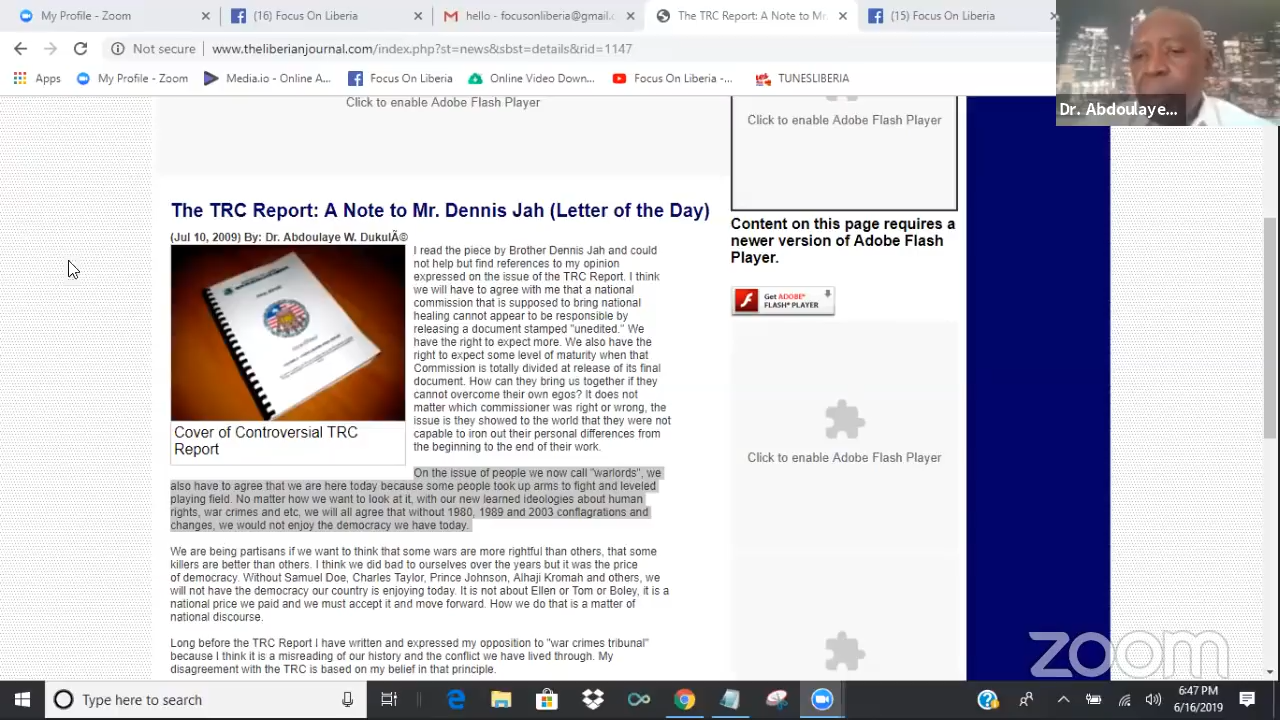 My Profile - Zoom
(16) Focus On Liberia
hello - focusonliberia@gmail.c
The TRC Report: A Note to Mr.
(15) Focus On Liberia
Not secure
www.theliberianjournal.com/index.php?st=news&sbst=details&rid=1147
Apps
My Profile - Zoom
Media.io - Online A...
Focus On Liberia
Online Video Down...
Focus On Liberia -...
TUNESLIBERIA
Dr. Abdoulaye...
Click to enable Adobe Flash Player
Click to enable Adobe Flash Player
The TRC Report: A Note to Mr. Dennis Jah (Letter of the Day)
(Jul 10, 2009) By: Dr. Abdoulaye W. DukulÃ©
I read the piece by Brother Dennis Jah and could
not help but find references to my opinion
expressed on the issue of the TRC Report. I think
we will have to agree with me that a national
commission that is supposed to bring national
healing cannot appear to be responsible by
releasing a document stamped "unedited." We
have the right to expect more. We also have the
right to expect some level of maturity when that
Commission is totally divided at release of its final
document. How can they bring us together if they
cannot overcome their own egos? It does not
matter which commissioner was right or wrong, the
issue is they showed to the world that they were not
capable to iron out their personal differences from
the beginning to the end of their work.
Cover of Controversial TRC
Report
On the issue of people we now call "warlords", we
also have to agree that we are here today because some people took up arms to fight and leveled
playing field. No matter how we want to look at it, with our new learned ideologies about human
rights, war crimes and etc, we will all agree that without 1980, 1989 and 2003 conflagrations and
changes, we would not enjoy the democracy we have today.
We are being partisans if we want to think that some wars are more rightful than others, that some
killers are better than others. I think we did bad to ourselves over the years but it was the price
of democracy. Without Samuel Doe, Charles Taylor, Prince Johnson, Alhaji Kromah and others, we
will not have the democracy our country is enjoying today. It is not about Ellen or Tom or Boley, it is a
national price we paid and we must accept it and move forward. How we do that is a matter of
national discourse.
Long before the TRC Report I have written and expressed my opposition to "war crimes tribunal"
because I think it is a misreading of our history and the conflict we have lived through. My
disagreement with the TRC is based on my belief in that principle.
Content on this page requires a
newer version of Adobe Flash
Player.
Get ADOBE®
FLASH® PLAYER
Click to enable Adobe Flash Player
zoom
Type here to search
6:47 PM
6/16/2019